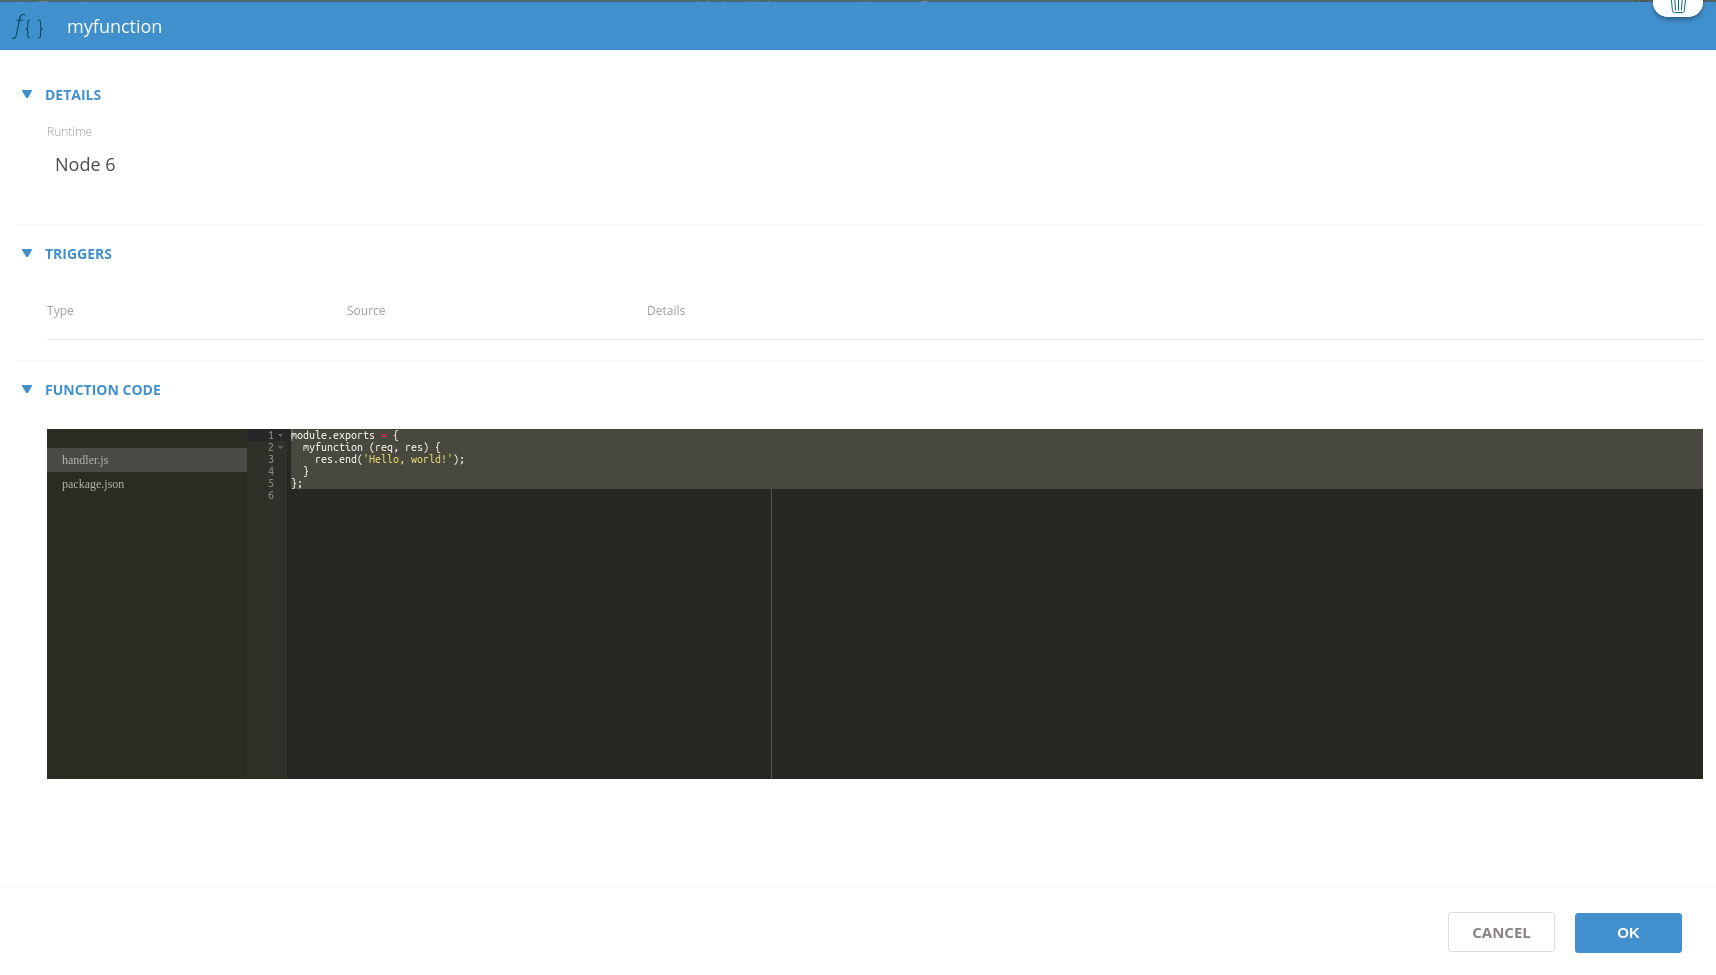 f{} myfunction
DETAILS
Runtime
Node 6
TRIGGERS
Type Source Details
FUNCTION CODE
handler.js
package.json
1 module.exports = {
2   myfunction (req, res) {
3     res.end('Hello, world!');
4   }
5 };
6
CANCEL OK